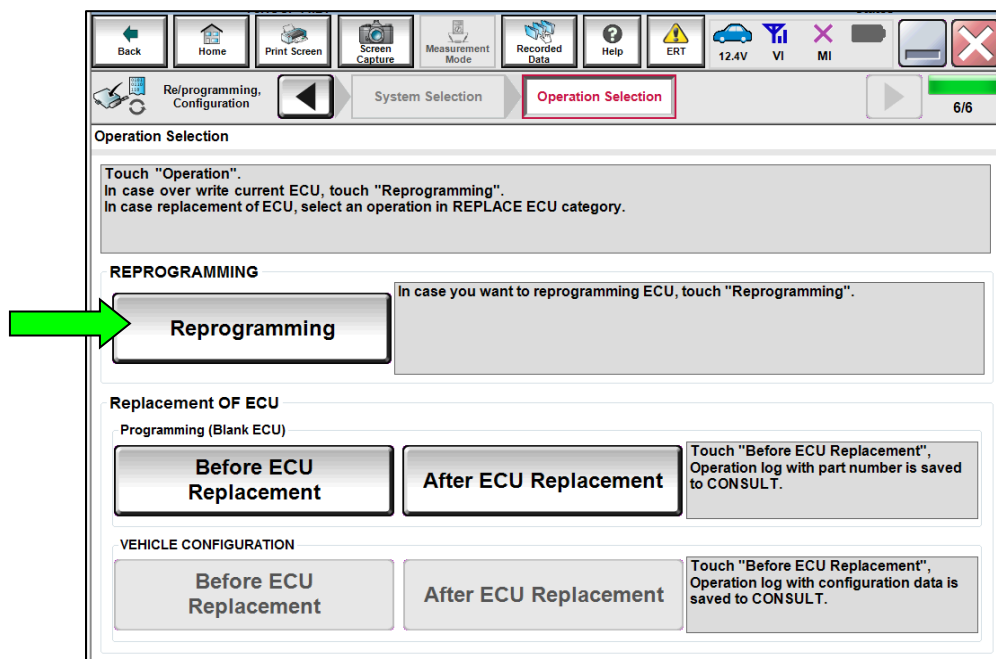 Back
Home
Print Screen
Screen
Capture
Measurement
Mode
Recorded
Data
Help
ERT
12.4V
VI
MI
Re/programming,
Configuration
System Selection
Operation Selection
6/6
Operation Selection
Touch "Operation".
In case over write current ECU, touch "Reprogramming".
In case replacement of ECU, select an operation in REPLACE ECU category.
REPROGRAMMING
Reprogramming
In case you want to reprogramming ECU, touch "Reprogramming".
Replacement OF ECU
Programming (Blank ECU)
Before ECU
Replacement
After ECU Replacement
Touch "Before ECU Replacement",
Operation log with part number is saved
to CONSULT.
VEHICLE CONFIGURATION
Before ECU
Replacement
After ECU Replacement
Touch "Before ECU Replacement",
Operation log with configuration data is
saved to CONSULT.